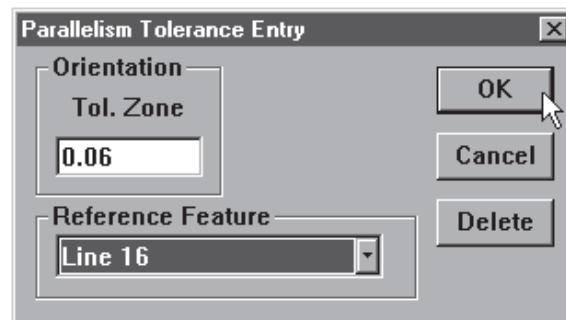 Parallelism Tolerance Entry
Orientation
Tol. Zone
0.06
OK
Cancel
Reference Feature
Line 16
Delete